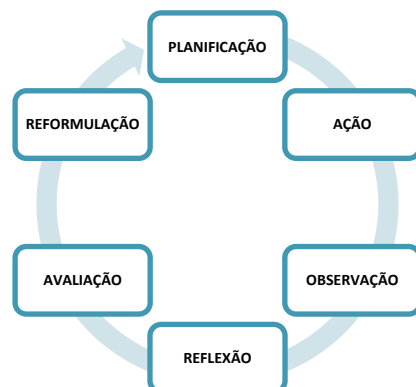 PLANIFICAÇÃO
AÇÃO
OBSERVAÇÃO
REFLEXÃO
AVALIAÇÃO
REFORMULAÇÃO